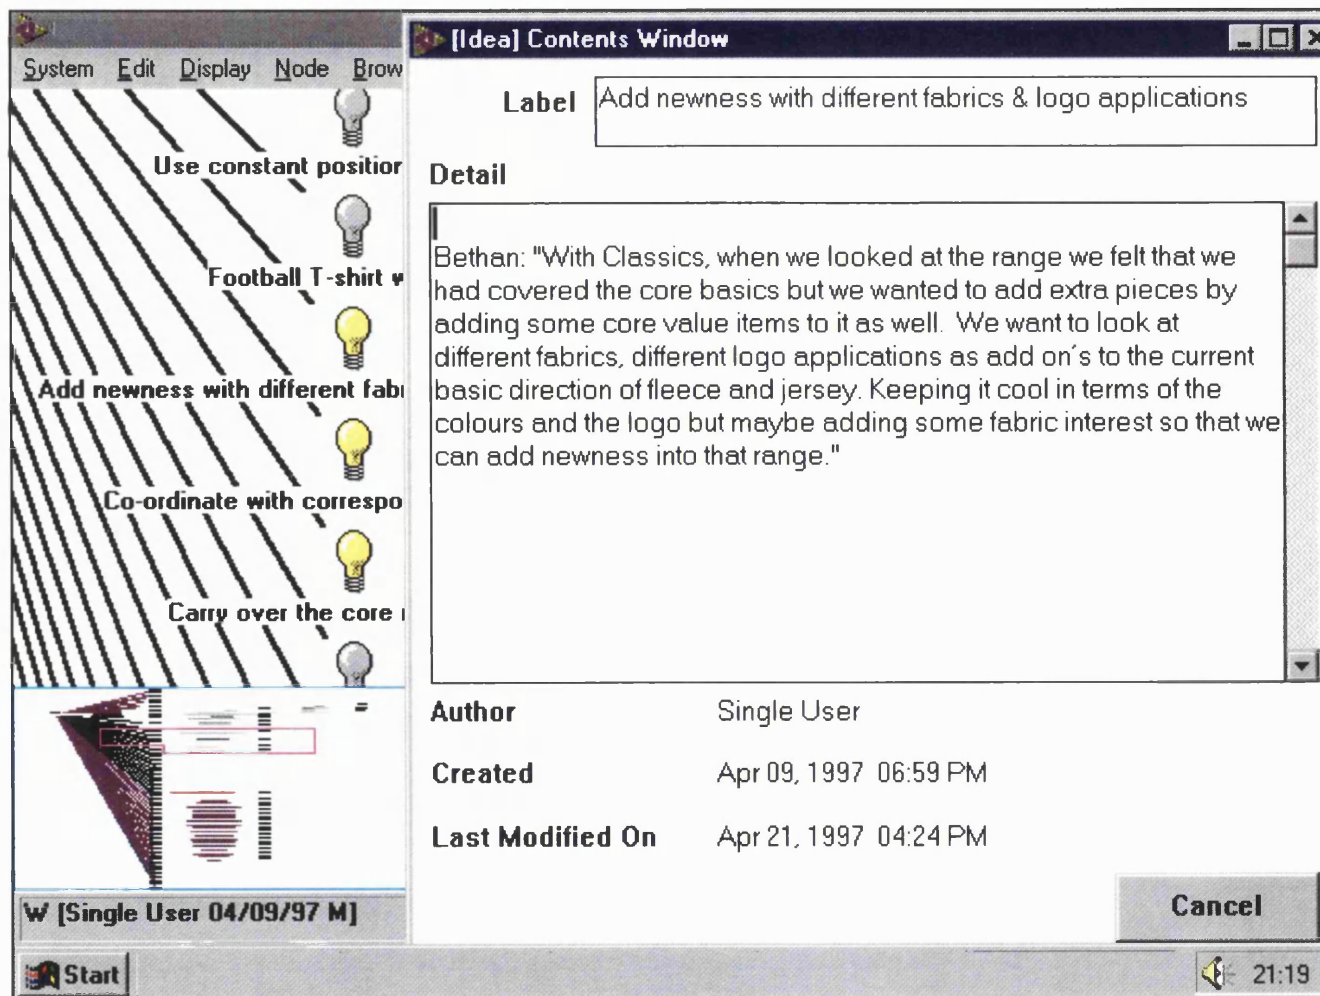 [Idea] Contents Window
System Edit Display Node Brow
Label Add newness with different fabrics & logo applications
Use constant position
Detail
Football T-shirt w
Add newness with different fabr
Co-ordinate with correspo
Carry over the core
Bethan: "With Classics, when we looked at the range we felt that we
had covered the core basics but we wanted to add extra pieces by
adding some core value items to it as well. We want to look at
different fabrics, different logo applications as add on's to the current
basic direction of fleece and jersey. Keeping it cool in terms of the
colours and the logo but maybe adding some fabric interest so that we
can add newness into that range."
Author Single User
Created Apr 09, 1997 06:59 PM
Last Modified On Apr 21, 1997 04:24 PM
W [Single User 04/09/97 M]
Cancel
Start
21:19